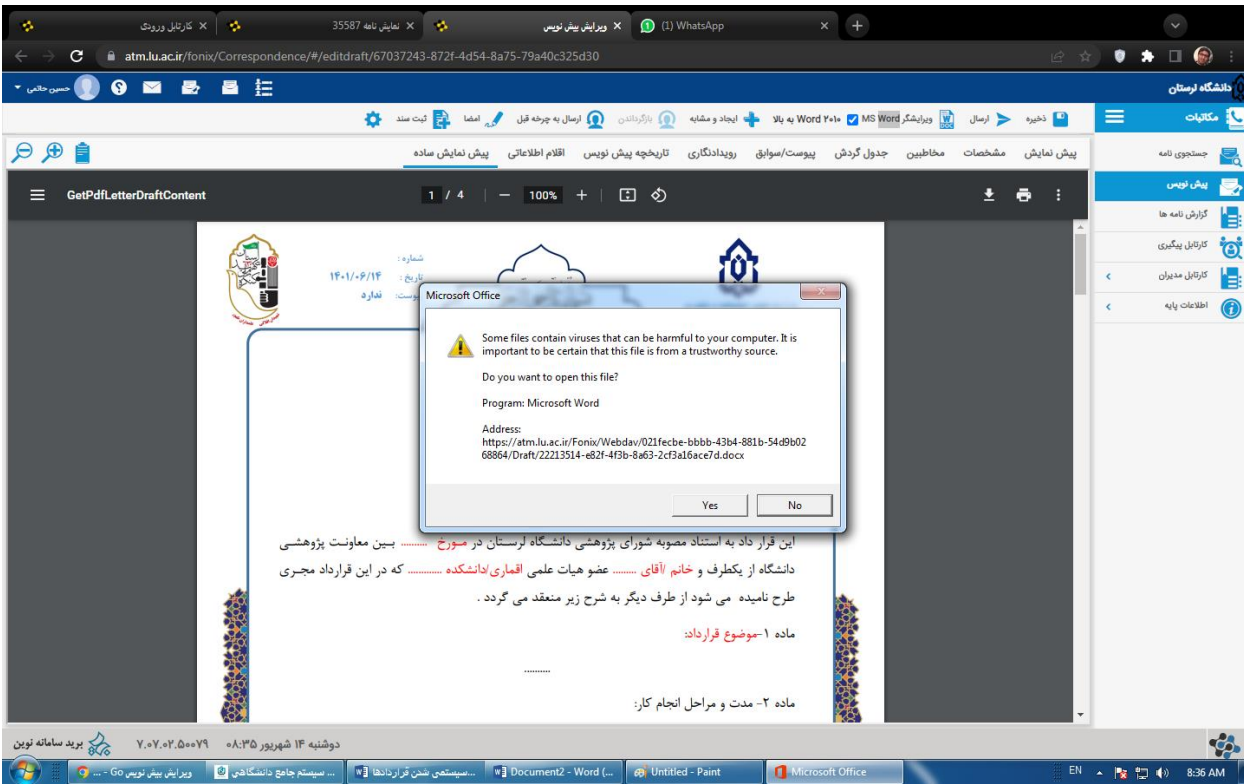 کارتابل ورودی
نمایش نامه 35587
ویرایش پیش نویس
(1) WhatsApp
atm.lu.ac.ir/fonix/Correspondence/#/editdraft/67037243-872f-4d54-8a75-79a40c325d30
دانشگاه لرستان
حسین حاتمی
مکاتبات
ذخیره
ارسال
ویرایشگر MS Word
Word ۲۰۱۰ به بالا
ایجاد و مشابه
بازگرداندن
ارسال به چرخه قبل
امضا
ثبت سند
پیش نمایش
مشخصات
مخاطبین
جدول گردش
پیوست/سوابق
رویدادنگاری
تاریخچه پیش نویس
اقلام اطلاعاتی
پیش نمایش ساده
جستجوی نامه
پیش نویس
گزارش نامه ها
کارتابل پیگیری
کارتابل مدیران
اطلاعات پایه
GetPdfLetterDraftContent
1 / 4
100%
شماره :
تاریخ : ۱۴۰۱/۰۶/۱۴
پیوست: ندارد
Microsoft Office
Some files contain viruses that can be harmful to your computer. It is
important to be certain that this file is from a trustworthy source.
Do you want to open this file?
Program: Microsoft Word
Address:
https://atm.lu.ac.ir/Fonix/Webdav/021fecbe-bbbb-43b4-881b-54d9b02
68864/Draft/22213514-e82f-4f3b-8a63-2cf3a16ace7d.docx
Yes
No
این قرار داد به استناد مصوبه شورای پژوهشی دانشگاه لرستان در مورخ ......... بین معاونت پژوهشی
دانشگاه از یکطرف و خانم /آقای ......... عضو هیات علمی اقماری/دانشکده ............. که در این قرارداد مجری
طرح نامیده می شود از طرف دیگر به شرح زیر منعقد می گردد .
ماده ۱-موضوع قرارداد:
..........
ماده ۲- مدت و مراحل انجام کار:
دوشنبه ۱۴ شهریور ۰۸:۳۵
۷.۰۷.۰۲.۵۰۰۷۹
برید سامانه نوین
ویرایش پیش نویس - Go...
سیستم جامع دانشگاهی ...
سیستمی شدن قراردادها...
Document2 - Word (...
Untitled - Paint
Microsoft Office
EN
8:36 AM